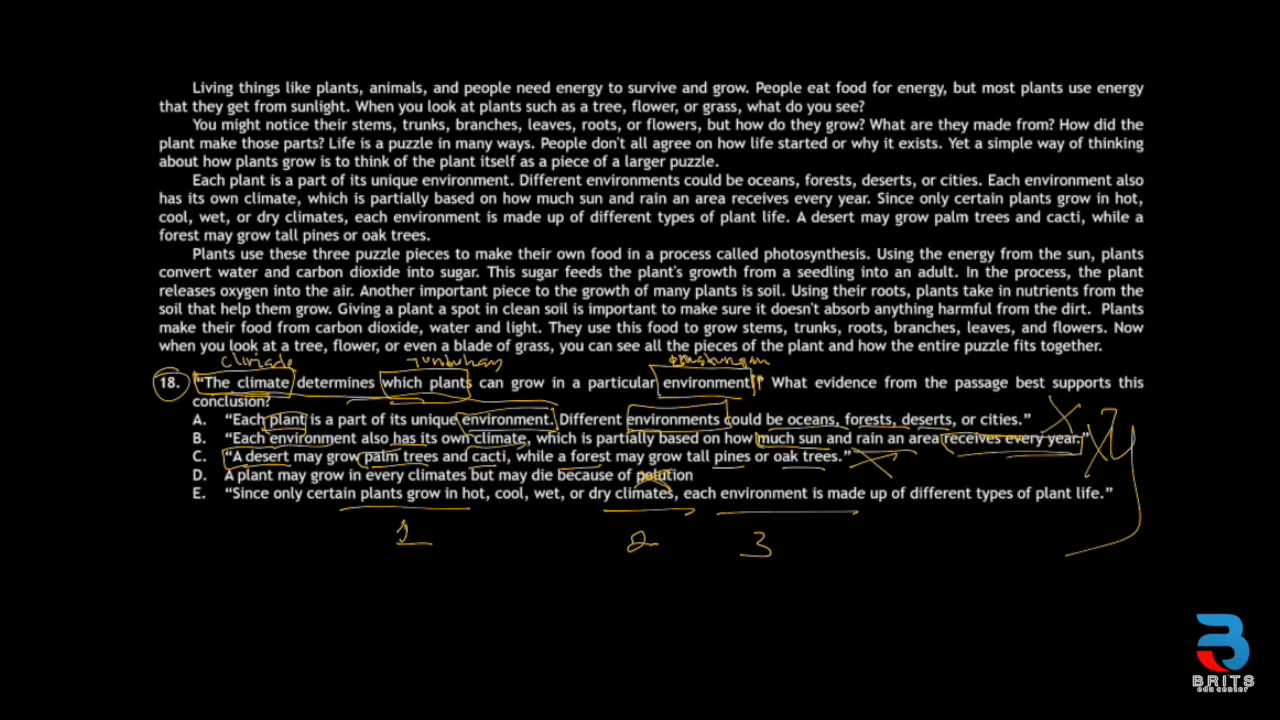 Living things like plants, animals, and people need energy to survive and grow. People eat food for energy, but most plants use energy
that they get from sunlight. When you look at plants such as a tree, flower, or grass, what do you see?
You might notice their stems, trunks, branches, leaves, roots, or flowers, but how do they grow? What are they made from? How did the
plant make those parts? Life is a puzzle in many ways. People don't all agree on how life started or why it exists. Yet a simple way of thinking
about how plants grow is to think of the plant itself as a piece of a larger puzzle.
Each plant is a part of its unique environment. Different environments could be oceans, forests, deserts, or cities. Each environment also
has its own climate, which is partially based on how much sun and rain an area receives every year. Since only certain plants grow in hot,
cool, wet, or dry climates, each environment is made up of different types of plant life. A desert may grow palm trees and cacti, while a
forest may grow tall pines or oak trees.
Plants use these three puzzle pieces to make their own food in a process called photosynthesis. Using the energy from the sun, plants
convert water and carbon dioxide into sugar. This sugar feeds the plant's growth from a seedling into an adult. In the process, the plant
releases oxygen into the air. Another important piece to the growth of many plants is soil. Using their roots, plants take in nutrients from the
soil that help them grow. Giving a plant a spot in clean soil is important to make sure it doesn't absorb anything harmful from the dirt. Plants
make their food from carbon dioxide, water and light. They use this food to grow stems, trunks, roots, branches, leaves, and flowers. Now
when you look at a tree, flower, or even a blade of grass, you can see all the pieces of the plant and how the entire puzzle fits together.
18. "The climate determines which plants can grow in a particular environment" What evidence from the passage best supports this
conclusion?
A. "Each plant is a part of its unique environment. Different environments could be oceans, forests, deserts, or cities."
B. "Each environment also has its own climate, which is partially based on how much sun and rain an area receives every year."
C. "A desert may grow palm trees and cacti, while a forest may grow tall pines or oak trees."
D. A plant may grow in every climates but may die because of polution
E. "Since only certain plants grow in hot, cool, wet, or dry climates, each environment is made up of different types of plant life."
1 2 3
BRITS
edu center